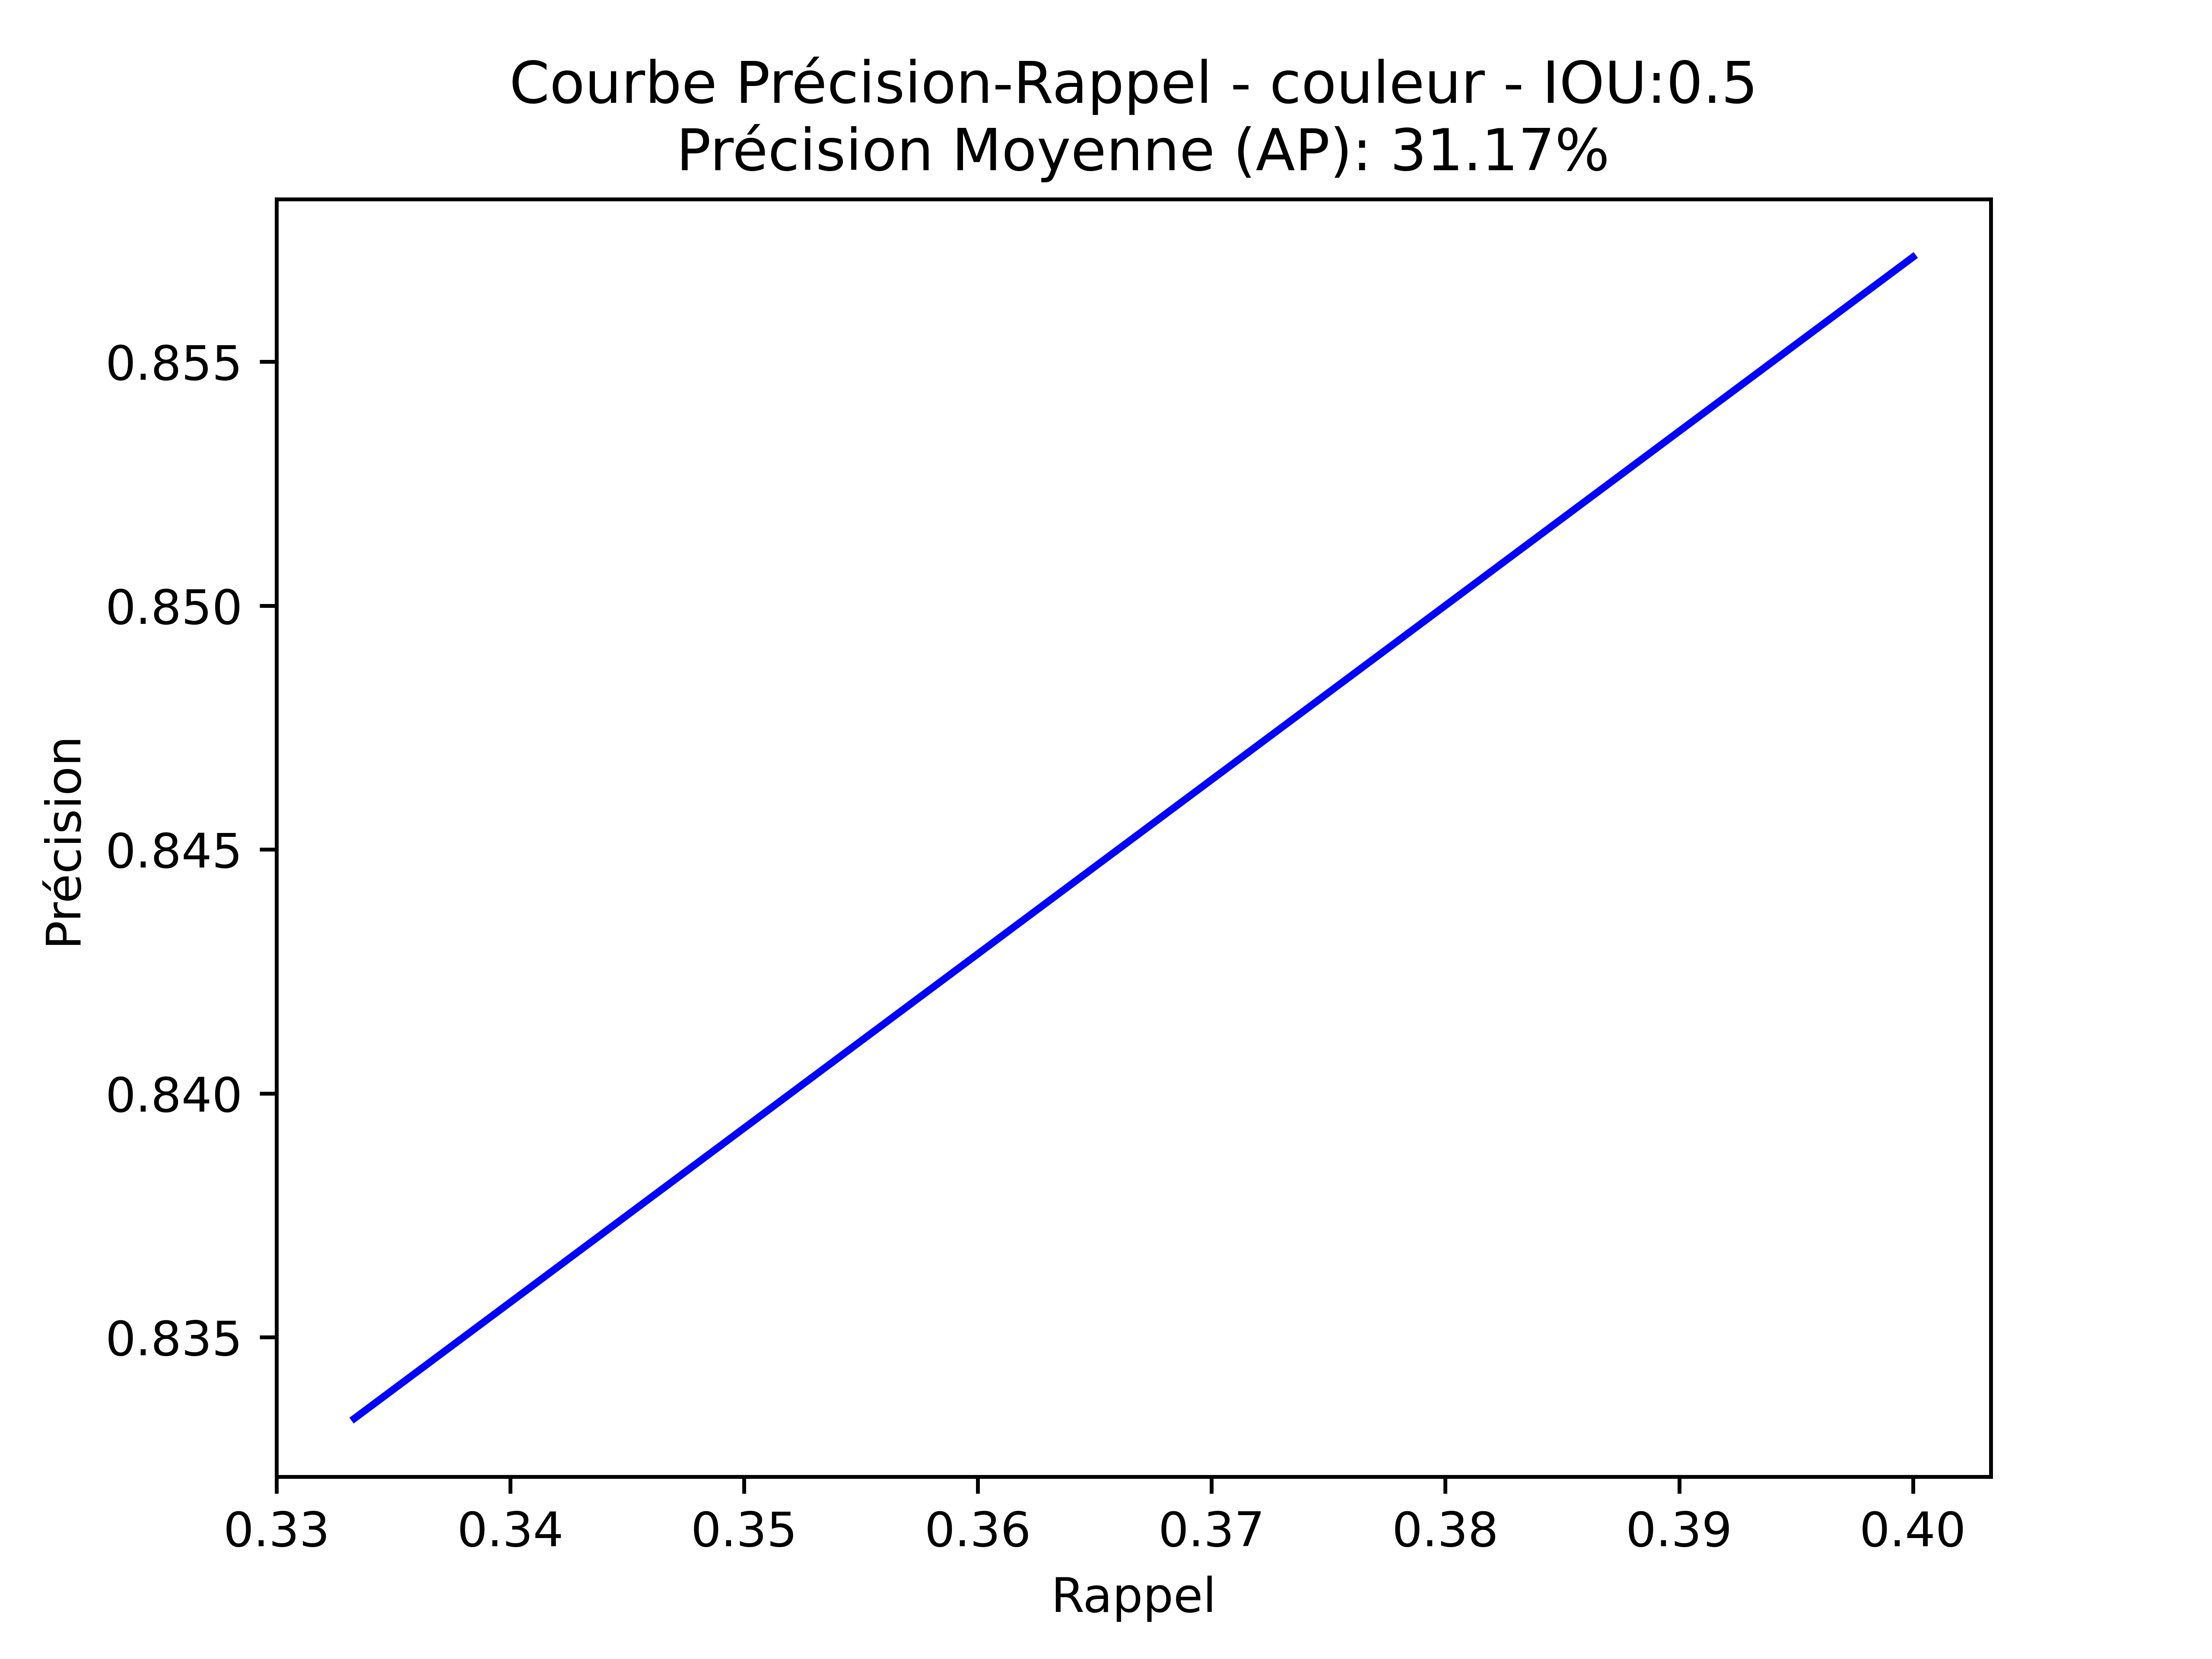 Courbe Précision-Rappel - couleur - IOU:0.5
Précision Moyenne (AP): 31.17%
0.855
0.850
0.845
0.840
0.835
Précision
0.33 0.34 0.35 0.36 0.37 0.38 0.39 0.40
Rappel